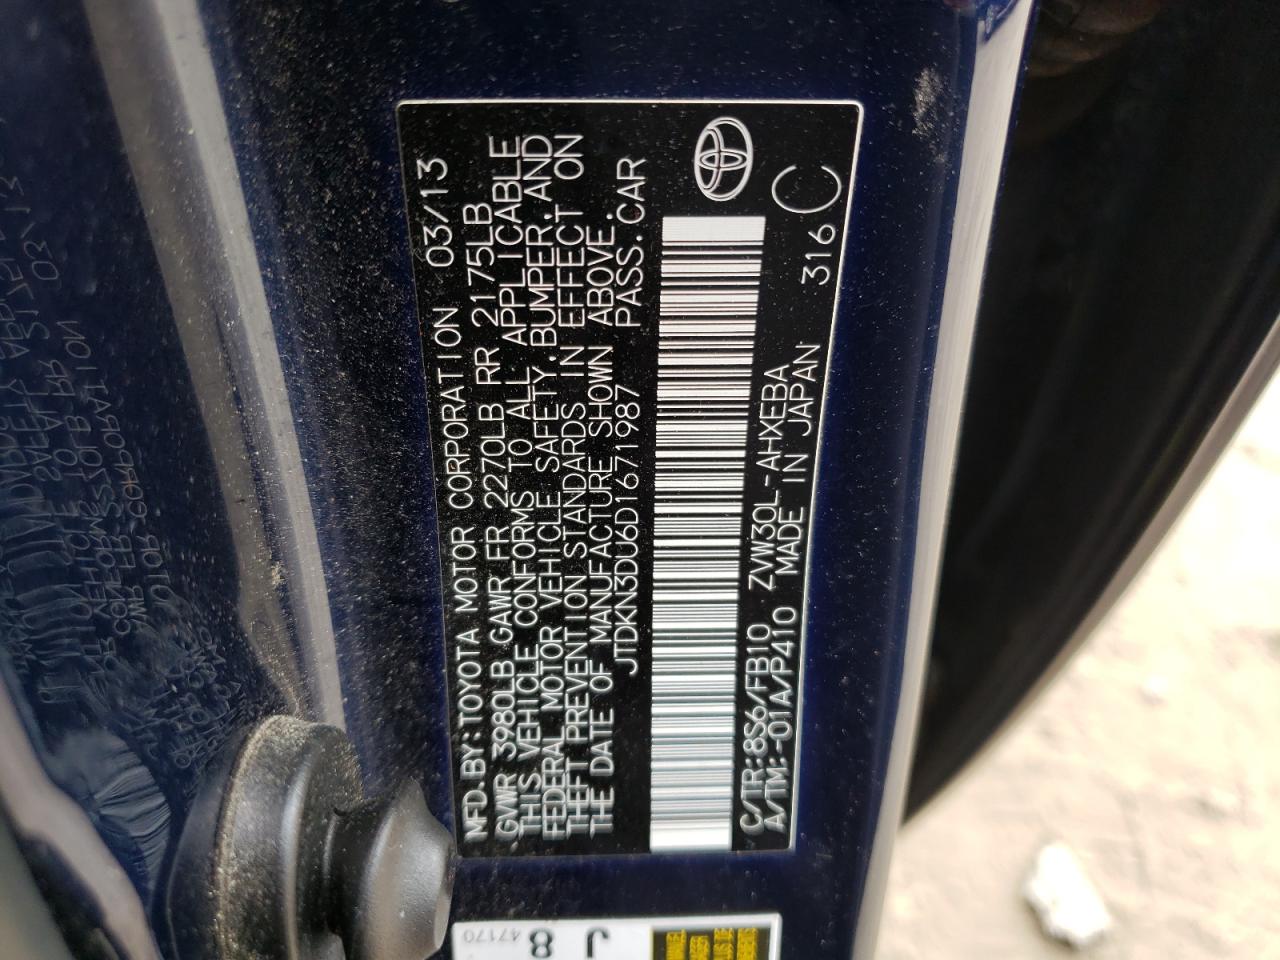 MFD.BY:TOYOTA MOTOR CORPORATION 03/13
GVWR 3980LB GAWR FR 2270LB RR 2175LB
THIS VEHICLE CONFORMS TO ALL APPLICABLE
FEDERAL MOTOR VEHICLE SAFETY,BUMPER,AND
THEFT PREVENTION STANDARDS IN EFFECT ON
THE DATE OF MANUFACTURE SHOWN ABOVE.
JTDKN3DU6D1671987 PASS.CAR
C/TR:8S6/FB10 ZVW30L-AHXEBA 316 C
A/TM:-01A/P410 MADE IN JAPAN
J8
47170